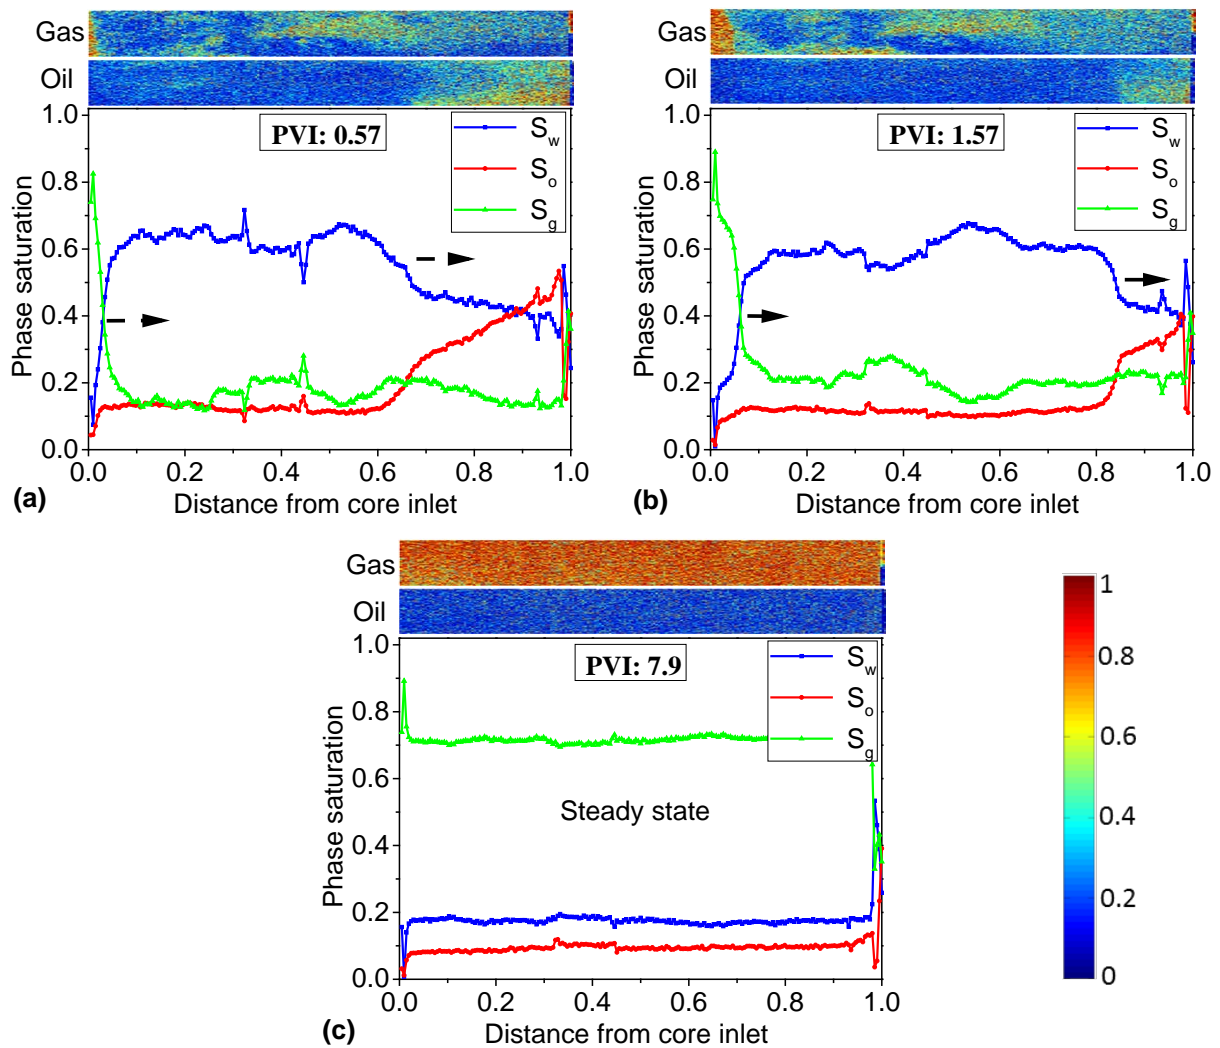 Gas
Oil
PVI: 0.57
S_w
S_o
S_g
1.0
0.8
0.6
0.4
0.2
0.0
Phase saturation
0.0 0.2 0.4 0.6 0.8 1.0
Distance from core inlet
(a)
Gas
Oil
PVI: 1.57
S_w
S_o
S_g
1.0
0.8
0.6
0.4
0.2
0.0
Phase saturation
0.0 0.2 0.4 0.6 0.8 1.0
Distance from core inlet
(b)
Gas
Oil
PVI: 7.9
S_w
S_o
S_g
1.0
0.8
0.6
0.4
0.2
0.0
Phase saturation
Steady state
0.0 0.2 0.4 0.6 0.8 1.0
Distance from core inlet
(c)
1
0.8
0.6
0.4
0.2
0